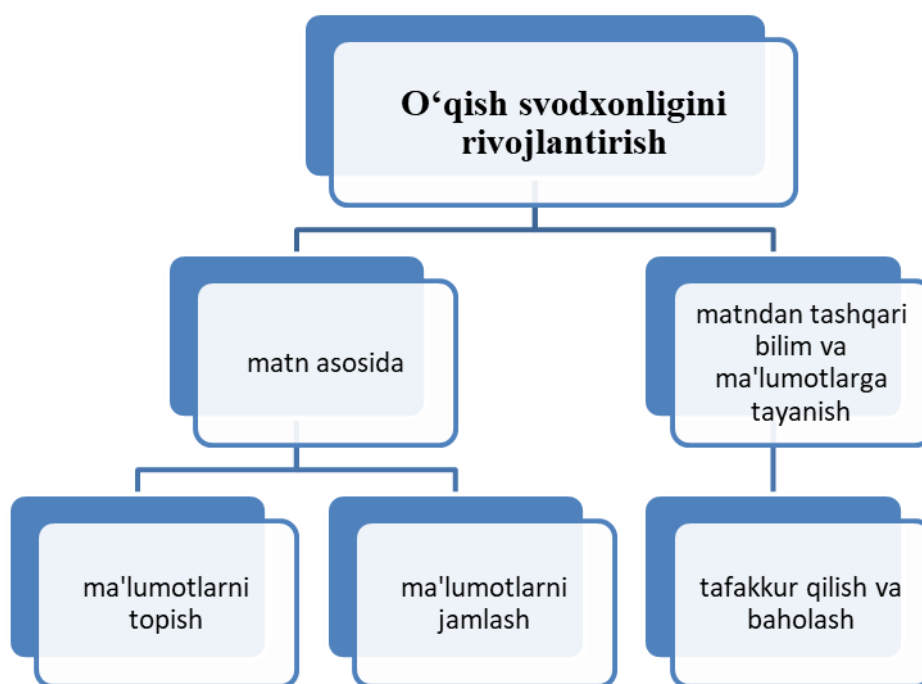 O‘qish svodxonligini
rivojlantirish
matn asosida
matndan tashqari
bilim va
ma'lumotlarga
tayanish
ma'lumotlarni
topish
ma'lumotlarni
jamlash
tafakkur qilish va
baholash